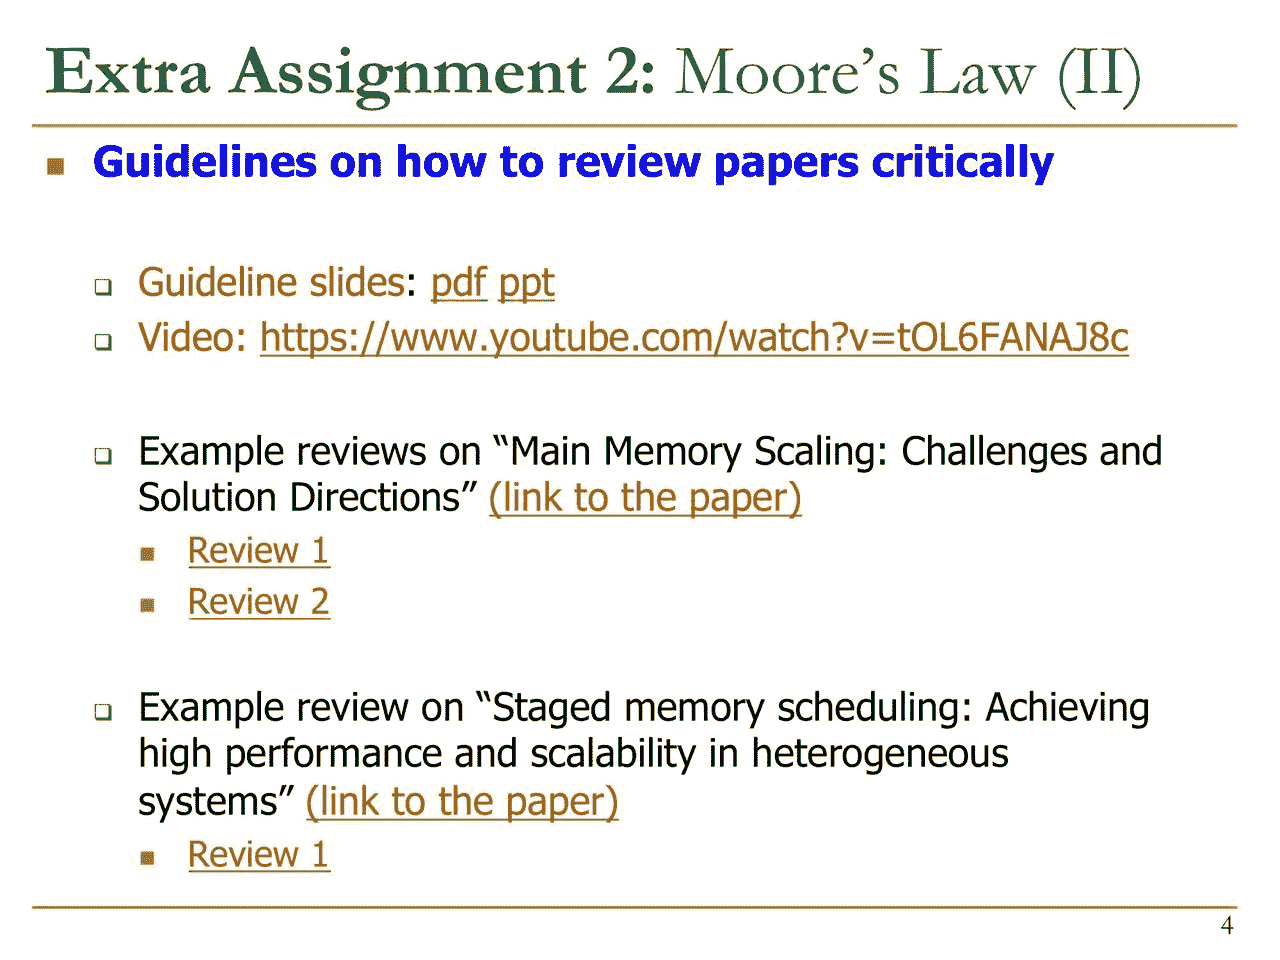 Extra Assignment 2: Moore’s Law (II)
Guidelines on how to review papers critically
Guideline slides: pdf ppt
Video: https://www.youtube.com/watch?v=tOL6FANAJ8c
Example reviews on “Main Memory Scaling: Challenges and
Solution Directions” (link to the paper)
Review 1
Review 2
Example review on “Staged memory scheduling: Achieving
high performance and scalability in heterogeneous
systems” (link to the paper)
Review 1
4